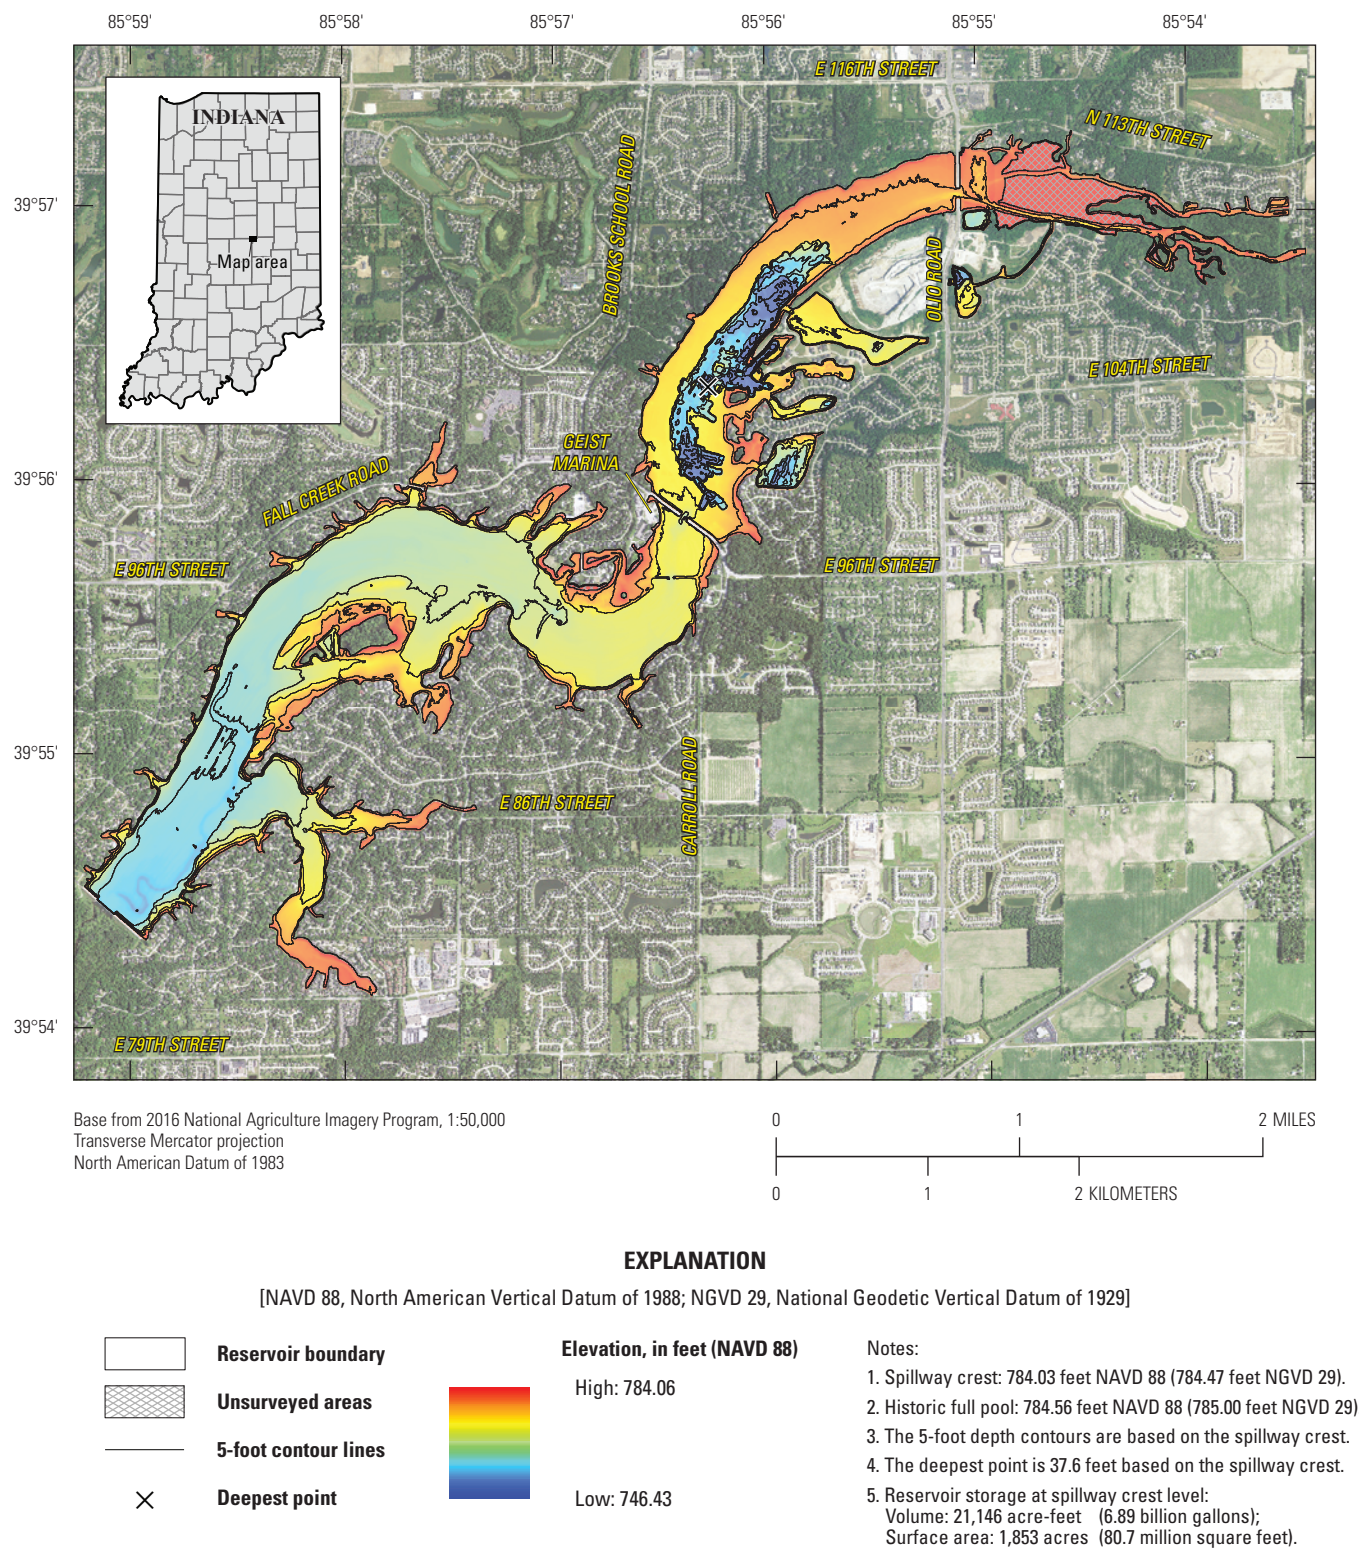 85°59' 85°58' 85°57' 85°56' 85°55' 85°54'
E 116TH STREET
INDIANA
N 113TH STREET
BROOKS SCHOOL ROAD
39°57'
Map area
OLIO ROAD
E 104TH STREET
GEIST
MARINA
39°56'
FALL CREEK ROAD
E 96TH STREET
E 96TH STREET
39°55'
CARROLL ROAD
E 86TH STREET
39°54'
E 79TH STREET
Base from 2016 National Agriculture Imagery Program, 1:50,000
Transverse Mercator projection
North American Datum of 1983
0 1 2 MILES
0 1 2 KILOMETERS
EXPLANATION
[NAVD 88, North American Vertical Datum of 1988; NGVD 29, National Geodetic Vertical Datum of 1929]
Reservoir boundary
Unsurveyed areas
5-foot contour lines
Deepest point
Elevation, in feet (NAVD 88)
High: 784.06
Low: 746.43
Notes:
1. Spillway crest: 784.03 feet NAVD 88 (784.47 feet NGVD 29).
2. Historic full pool: 784.56 feet NAVD 88 (785.00 feet NGVD 29)
3. The 5-foot depth contours are based on the spillway crest.
4. The deepest point is 37.6 feet based on the spillway crest.
5. Reservoir storage at spillway crest level:
Volume: 21,146 acre-feet (6.89 billion gallons);
Surface area: 1,853 acres (80.7 million square feet).